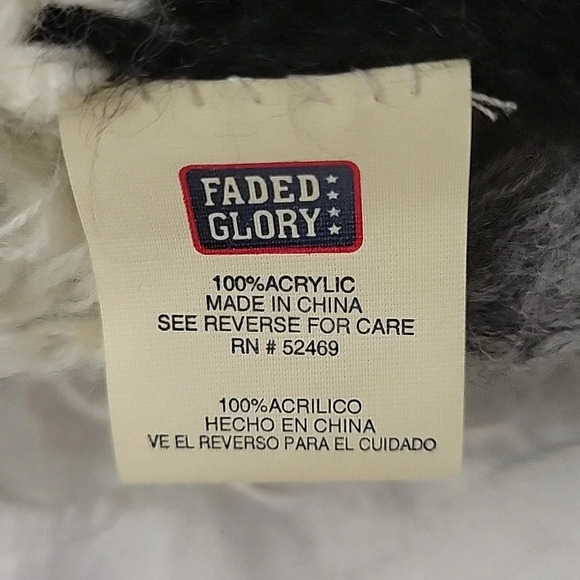 FADED
GLORY
100%ACRYLIC
MADE IN CHINA
SEE REVERSE FOR CARE
RN # 52469
100%ACRILICO
HECHO EN CHINA
VE EL REVERSO PARA EL CUIDADO